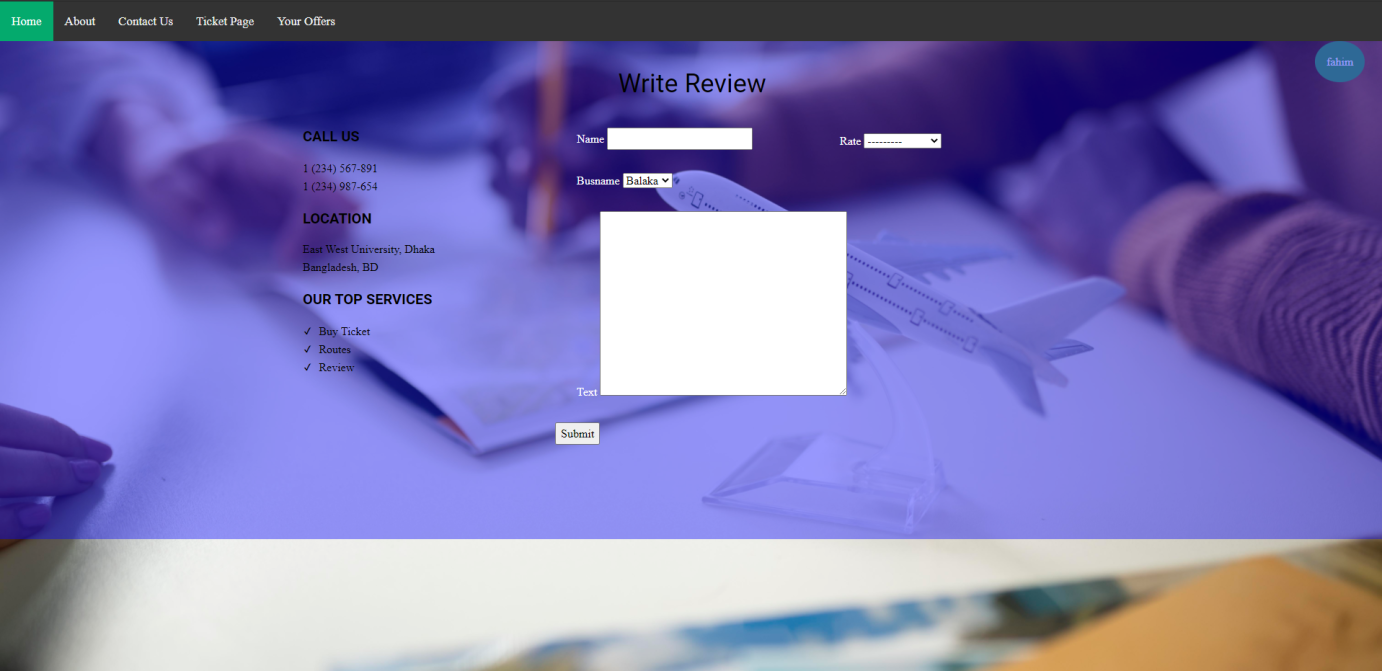 Home About Contact Us Ticket Page Your Offers
fahim
Write Review
CALL US
1 (234) 567-891
1 (234) 987-654
LOCATION
East West University, Dhaka
Bangladesh, BD
OUR TOP SERVICES
✓ Buy Ticket
✓ Routes
✓ Review
Name
Rate ---------
Busname Balaka
Text
Submit